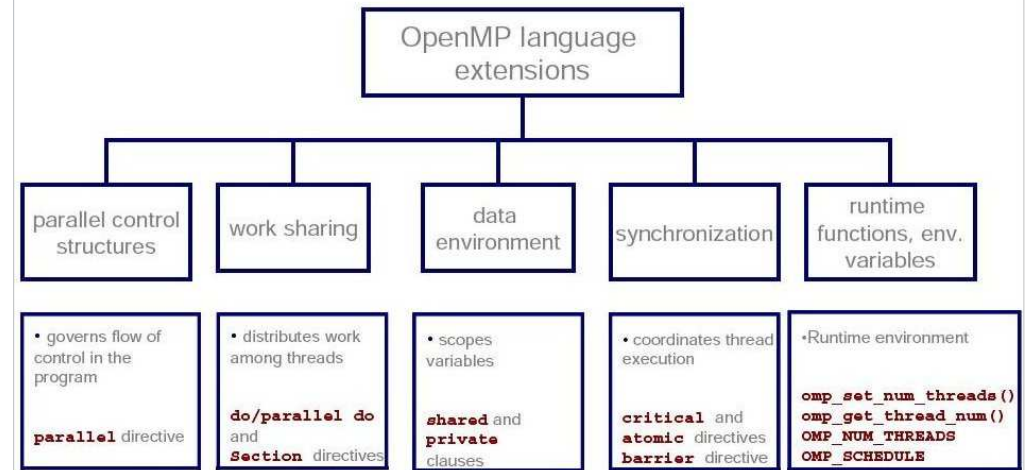 OpenMP language
extensions
parallel control
structures
work sharing
data
environment
synchronization
runtime
functions, env.
variables
• governs flow of
control in the
program
parallel directive
• distributes work
among threads
do/parallel do
and
Section directives
• scopes
variables
shared and
private
clauses
• coordinates thread
execution
critical and
atomic directives
barrier directive
•Runtime environment
omp_set_num_threads()
omp_get_thread_num()
OMP_NUM_THREADS
OMP_SCHEDULE